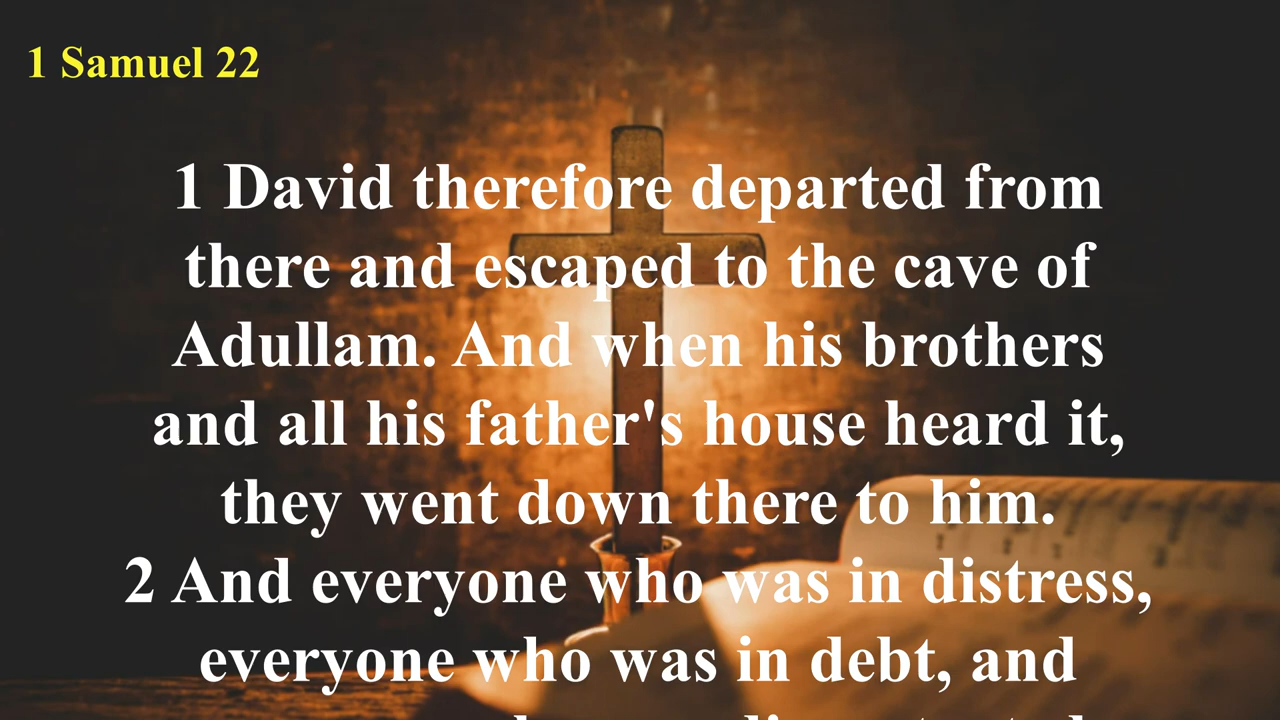 1 Samuel 22
1 David therefore departed from
there and escaped to the cave of
Adullam. And when his brothers
and all his father's house heard it,
they went down there to him.
2 And everyone who was in distress,
everyone who was in debt, and